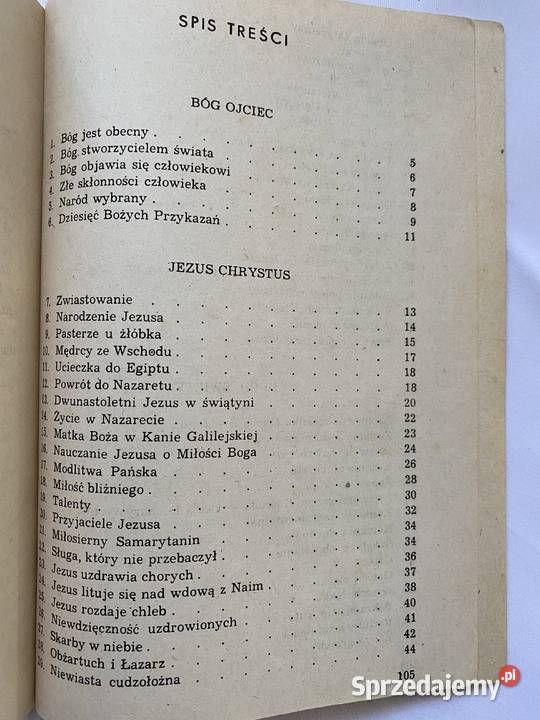 SPIS TREŚCI
BÓG OJCIEC
1. Bóg jest obecny 5
2. Bóg stworzycielem świata 6
3. Bóg objawia się człowiekowi 7
4. Złe skłonności człowieka 8
5. Naród wybrany 9
6. Dziesięć Bożych Przykazań 11
JEZUS CHRYSTUS
7. Zwiastowanie 13
8. Narodzenie Jezusa 14
9. Pasterze u żłóbka 15
10. Mędrcy ze Wschodu 17
11. Ucieczka do Egiptu 18
12. Powrót do Nazaretu 18
13. Dwunastoletni Jezus w świątyni 20
14. Życie w Nazarecie 22
15. Matka Boża w Kanie Galilejskiej 23
16. Nauczanie Jezusa o Miłości Boga 24
17. Modlitwa Pańska 26
18. Miłość bliźniego 28
19. Talenty 30
20. Przyjaciele Jezusa 32
21. Miłosierny Samarytanin 34
22. Sługa, który nie przebaczył 34
23. Jezus uzdrawia chorych 36
24. Jezus lituje się nad wdową z Naim 37
25. Jezus rozdaje chleb 38
26. Niewdzięczność uzdrowionych 40
27. Skarby w niebie 41
28. Obżartuch i Łazarz 42
29. Niewiasta cudzołożna 44
105
Sprzedajemy.pl